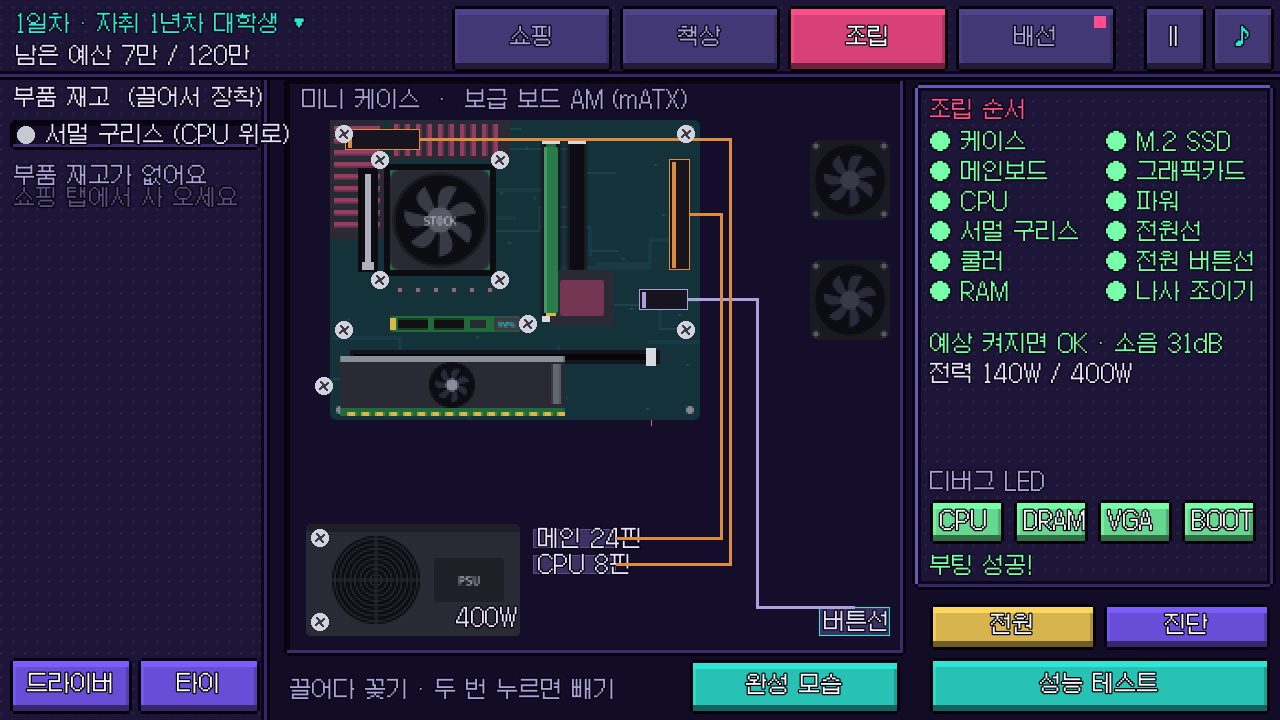 1일차 · 자취 1년차 대학생 ▼
남은 예산 7만 / 120만
쇼핑
책상
조립
배선
부품 재고 (끌어서 장착)
서멀 구리스 (CPU 위로)
부품 재고가 없어요
쇼핑 탭에서 사 오세요
드라이버
타이
미니 케이스 · 보급 보드 AM (mATX)
STOCK
PSU
400W
메인 24핀
CPU 8핀
버튼선
끌어다 꽂기 · 두 번 누르면 빼기
완성 모습
조립 순서
케이스
메인보드
CPU
서멀 구리스
쿨러
RAM
M.2 SSD
그래픽카드
파워
전원선
전원 버튼선
나사 조이기
예상 켜지면 OK · 소음 31dB
전력 140W / 400W
디버그 LED
CPU
DRAM
VGA
BOOT
부팅 성공!
전원
진단
성능 테스트